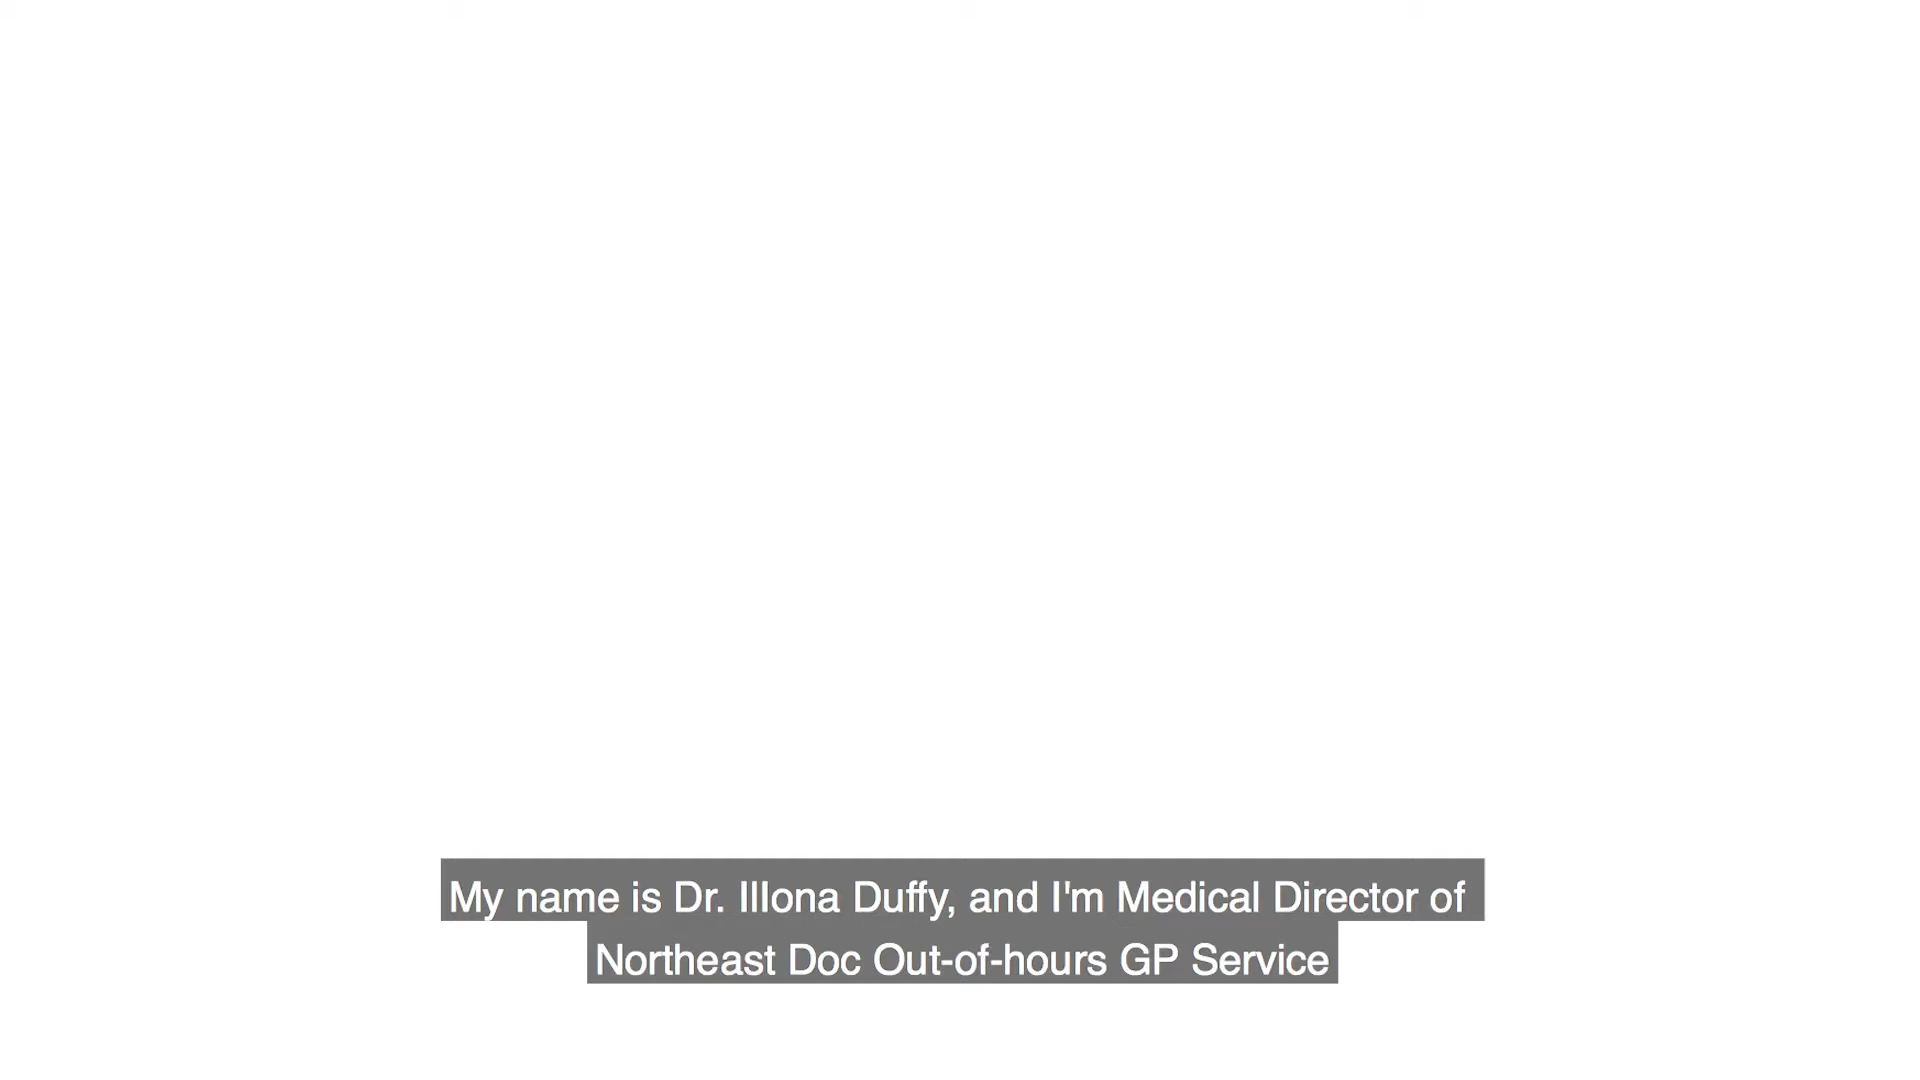 My name is Dr. Illona Duffy, and I'm Medical Director of
Northeast Doc Out-of-hours GP Service